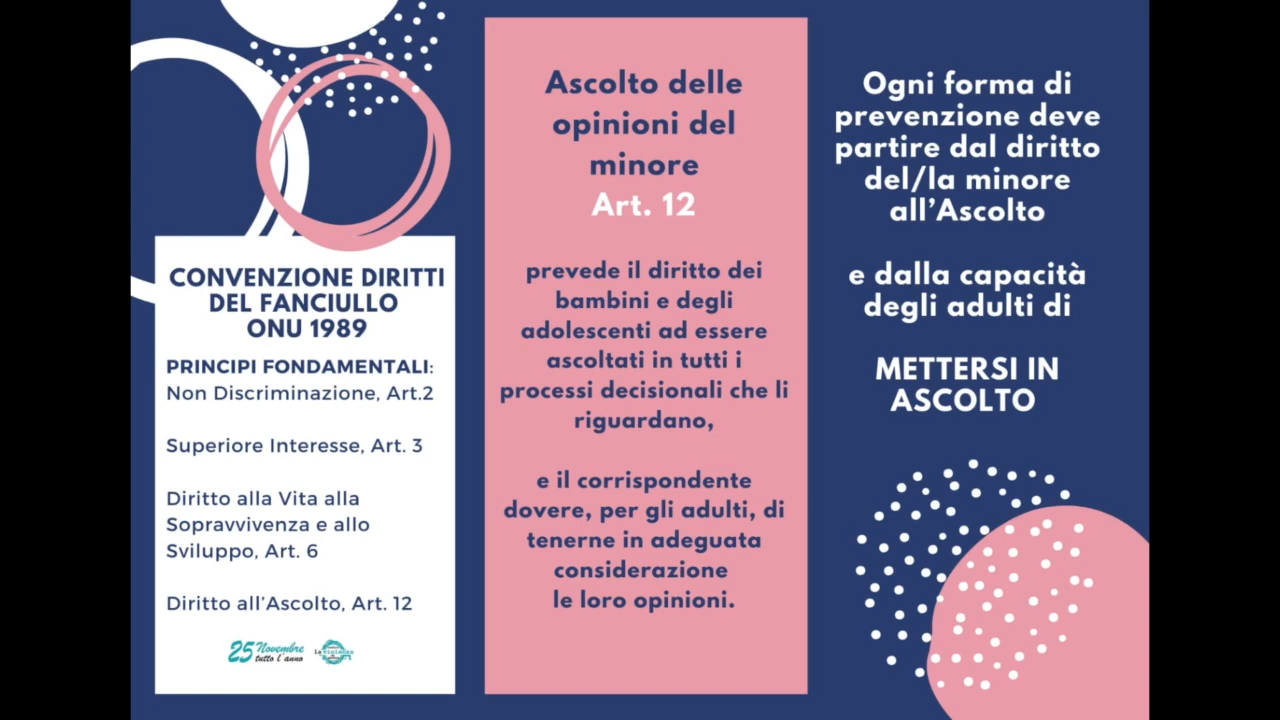 CONVENZIONE DIRITTI
DEL FANCIULLO
ONU 1989
PRINCIPI FONDAMENTALI:
Non Discriminazione, Art.2
Superiore Interesse, Art. 3
Diritto alla Vita alla
Sopravvivenza e allo
Sviluppo, Art. 6
Diritto all'Ascolto, Art. 12
25 Novembre
tutto l'anno
la violenza
Ascolto delle
opinioni del
minore
Art. 12
prevede il diritto dei
bambini e degli
adolescenti ad essere
ascoltati in tutti i
processi decisionali che li
riguardano,
e il corrispondente
dovere, per gli adulti, di
tenerne in adeguata
considerazione
le loro opinioni.
Ogni forma di
prevenzione deve
partire dal diritto
del/la minore
all'Ascolto
e dalla capacità
degli adulti di
METTERSI IN
ASCOLTO